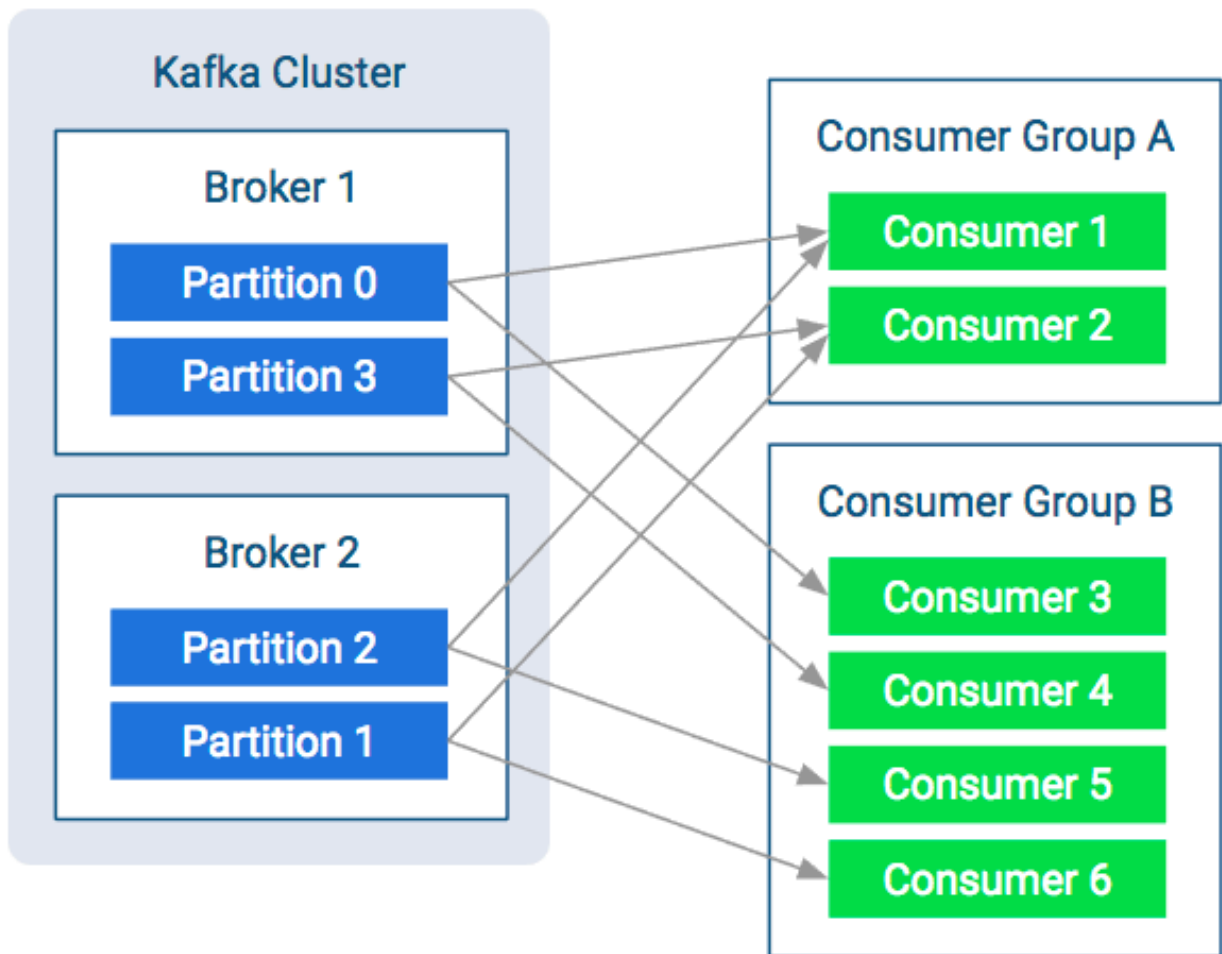 Kafka Cluster
Broker 1
Partition 0
Partition 3
Broker 2
Partition 2
Partition 1
Consumer Group A
Consumer 1
Consumer 2
Consumer Group B
Consumer 3
Consumer 4
Consumer 5
Consumer 6